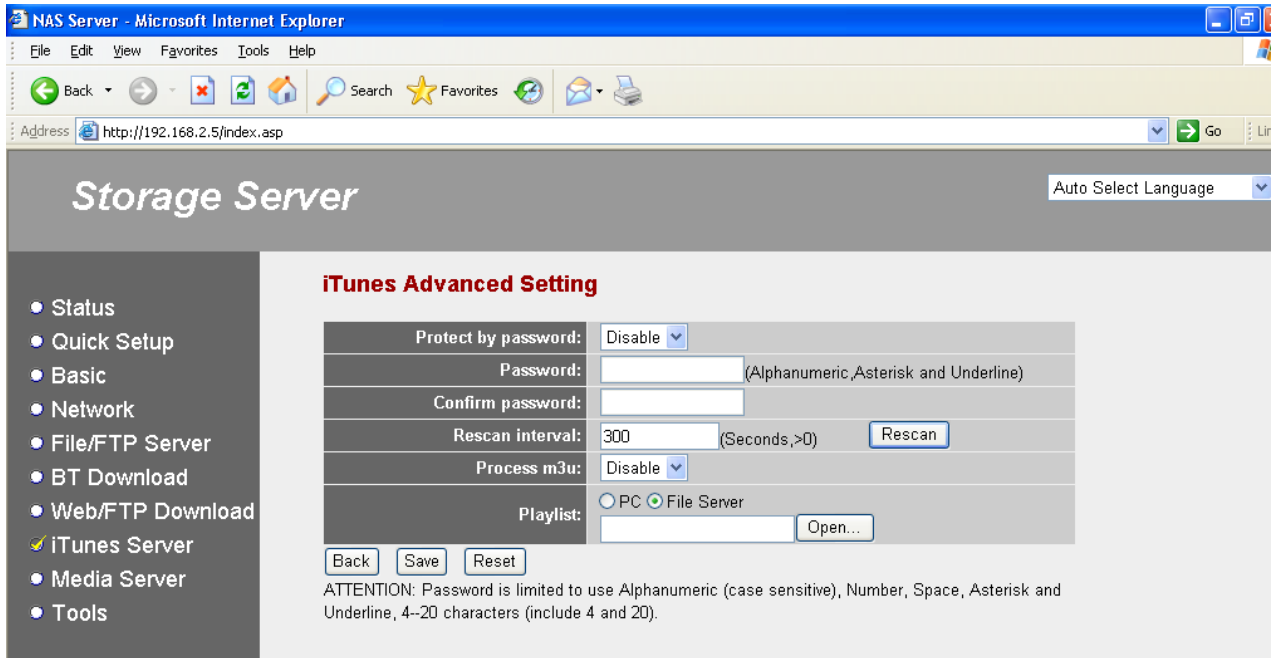 NAS Server - Microsoft Internet Explorer
File Edit View Favorites Tools Help
Back Search Favorites
Address http://192.168.2.5/index.asp Go
Storage Server
Auto Select Language
Status
Quick Setup
Basic
Network
File/FTP Server
BT Download
Web/FTP Download
iTunes Server
Media Server
Tools
iTunes Advanced Setting
Protect by password: Disable
Password: (Alphanumeric,Asterisk and Underline)
Confirm password:
Rescan interval: 300 (Seconds,>0) Rescan
Process m3u: Disable
Playlist: PC File Server
Open...
Back Save Reset
ATTENTION: Password is limited to use Alphanumeric (case sensitive), Number, Space, Asterisk and
Underline, 4--20 characters (include 4 and 20).